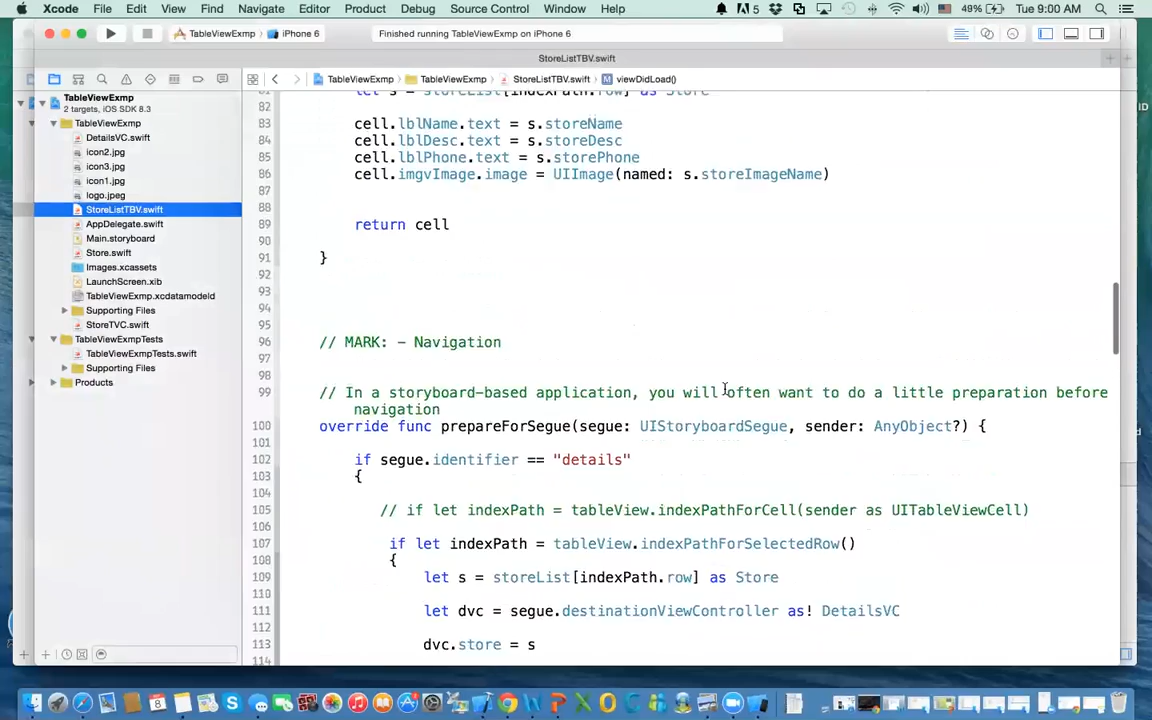 Xcode File Edit View Find Navigate Editor Product Debug Source Control Window Help 5 49% Tue 9:00 AM
TableViewExmp iPhone 6 Finished running TableViewExmp on iPhone 6
StoreListTBV.swift
TableViewExmp TableViewExmp StoreListTBV.swift M viewDidLoad()
TableViewExmp
2 targets, iOS SDK 8.3
TableViewExmp
DetailsVC.swift
icon2.jpg
icon3.jpg
icon1.jpg
logo.jpeg
StoreListTBV.swift
AppDelegate.swift
Main.storyboard
Store.swift
Images.xcassets
LaunchScreen.xib
TableViewExmp.xcdatamodeld
Supporting Files
StoreTVC.swift
TableViewExmpTests
TableViewExmpTests.swift
Supporting Files
Products
81 let s = storeList[indexPath.row] as Store
82
83 cell.lblName.text = s.storeName
84 cell.lblDesc.text = s.storeDesc
85 cell.lblPhone.text = s.storePhone
86 cell.imgvImage.image = UIImage(named: s.storeImageName)
87
88
89 return cell
90
91 }
92
93
94
95
96 // MARK: - Navigation
97
98
99 // In a storyboard-based application, you will often want to do a little preparation before
navigation
100 override func prepareForSegue(segue: UIStoryboardSegue, sender: AnyObject?) {
102 if segue.identifier == "details"
103 {
104
105 // if let indexPath = tableView.indexPathForCell(sender as UITableViewCell)
106
107 if let indexPath = tableView.indexPathForSelectedRow()
108 {
109 let s = storeList[indexPath.row] as Store
110
111 let dvc = segue.destinationViewController as! DetailsVC
112
113 dvc.store = s
114